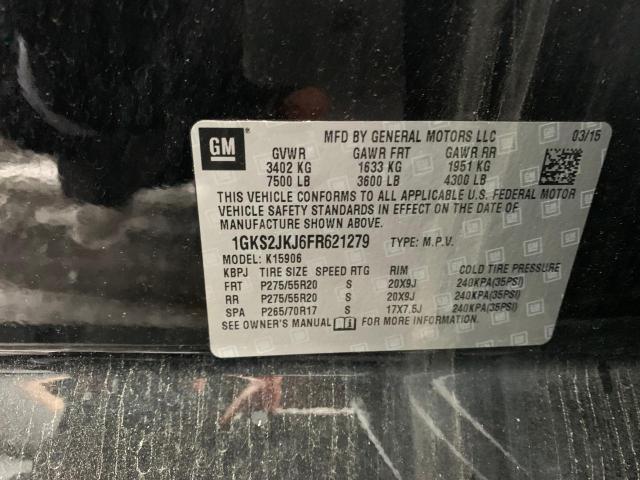 GM
MFD BY GENERAL MOTORS LLC 03/15
GVWR GAWR FRT GAWR RR
3402 KG 1633 KG 1951 KG
7500 LB 3600 LB 4300 LB
THIS VEHICLE CONFORMS TO ALL APPLICABLE U.S. FEDERAL MOTOR
VEHICLE SAFETY STANDARDS IN EFFECT ON THE DATE OF
MANUFACTURE SHOWN ABOVE.
1GKS2JKJ6FR621279 TYPE: M.P.V.
MODEL: K15906
KBPJ TIRE SIZE SPEED RTG RIM COLD TIRE PRESSURE
FRT P275/55R20 S 20X9J 240KPA(35PSI)
RR P275/55R20 S 20X9J 240KPA(35PSI)
SPA P265/70R17 S 17X7.5J 240KPA(35PSI)
SEE OWNER'S MANUAL FOR MORE INFORMATION.